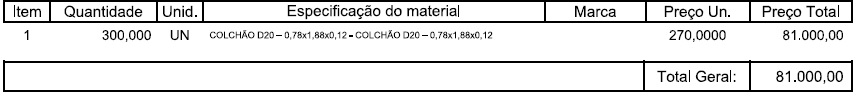 Item Quantidade Unid. Especificação do material Marca Preço Un. Preço Total
1 300,000 UN COLCHÃO D20 – 0,78x1,88x0,12 - COLCHÃO D20 – 0,78x1,88x0,12 270,0000 81.000,00
Total Geral: 81.000,00